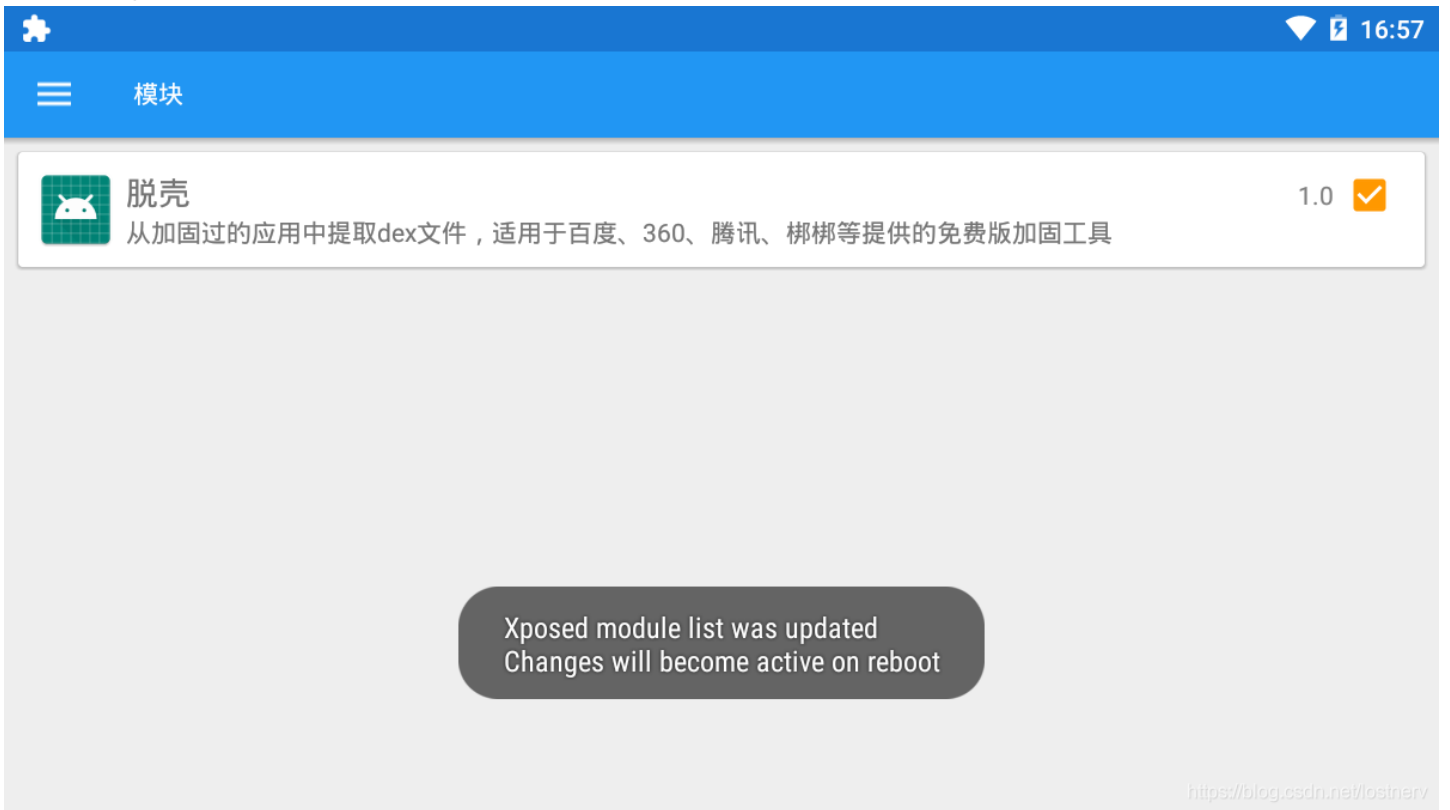 16:57
模块
脱壳
1.0
从加固过的应用中提取dex文件，适用于百度、360、腾讯、梆梆等提供的免费版加固工具
Xposed module list was updated
Changes will become active on reboot
https://blog.csdn.net/lostnerv